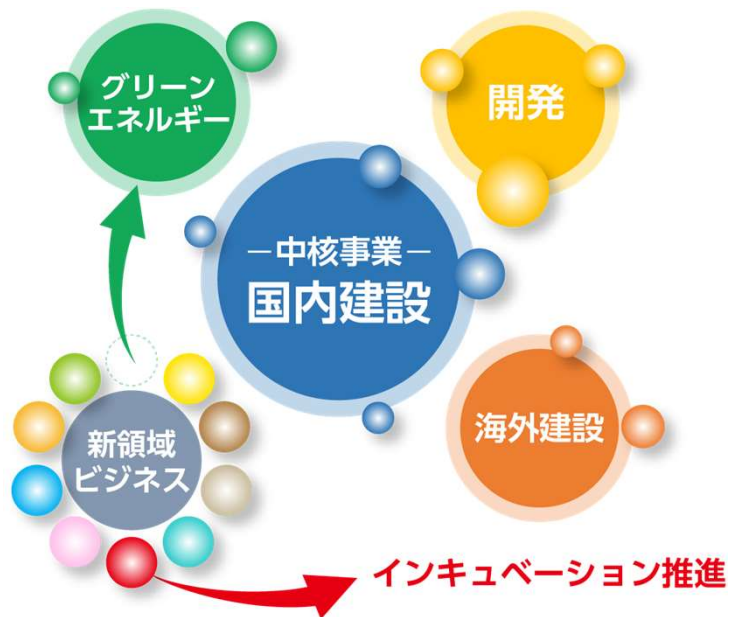 グリーン
エネルギー
開発
－中核事業－
国内建設
新領域
ビジネス
海外建設
インキュベーション推進